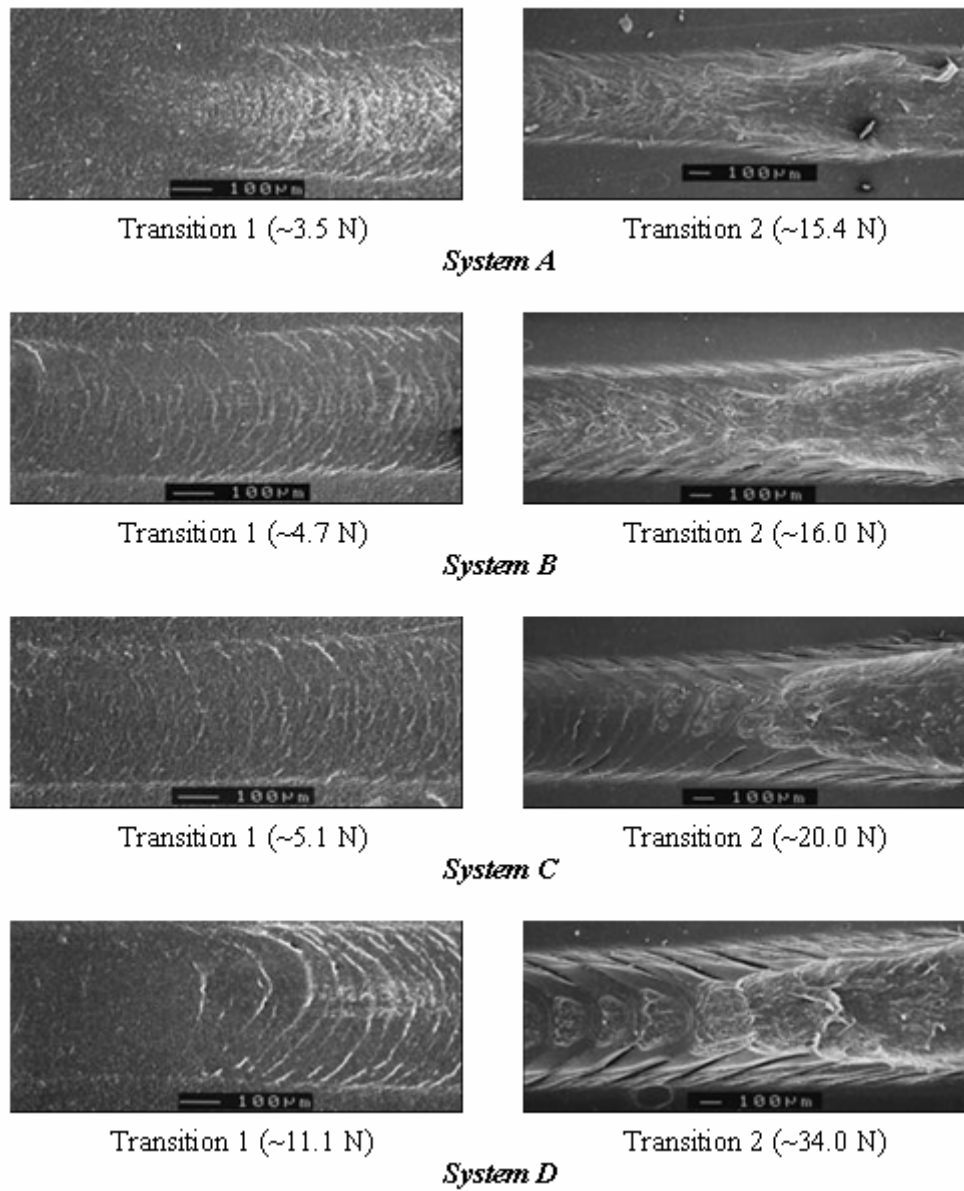 100µm
100µm
Transition 1 (~3.5 N) Transition 2 (~15.4 N)
System A
100µm
100µm
Transition 1 (~4.7 N) Transition 2 (~16.0 N)
System B
100µm
100µm
Transition 1 (~5.1 N) Transition 2 (~20.0 N)
System C
100µm
100µm
Transition 1 (~11.1 N) Transition 2 (~34.0 N)
System D